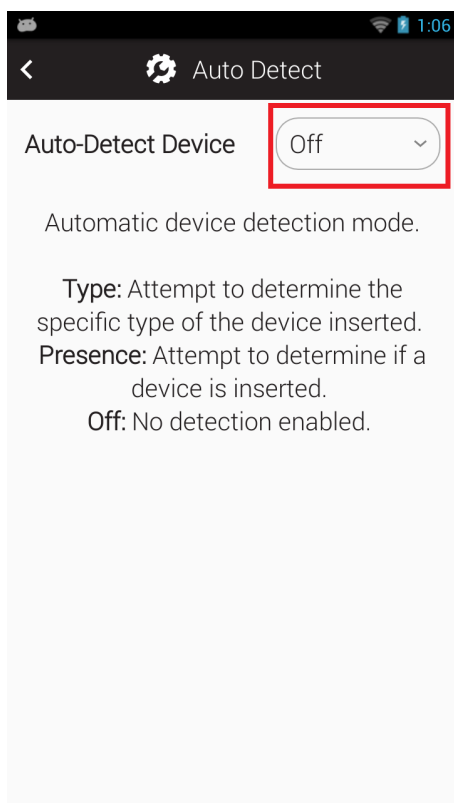 1:06
Auto Detect
Auto-Detect Device
Off
Automatic device detection mode.
Type: Attempt to determine the
specific type of the device inserted.
Presence: Attempt to determine if a
device is inserted.
Off: No detection enabled.